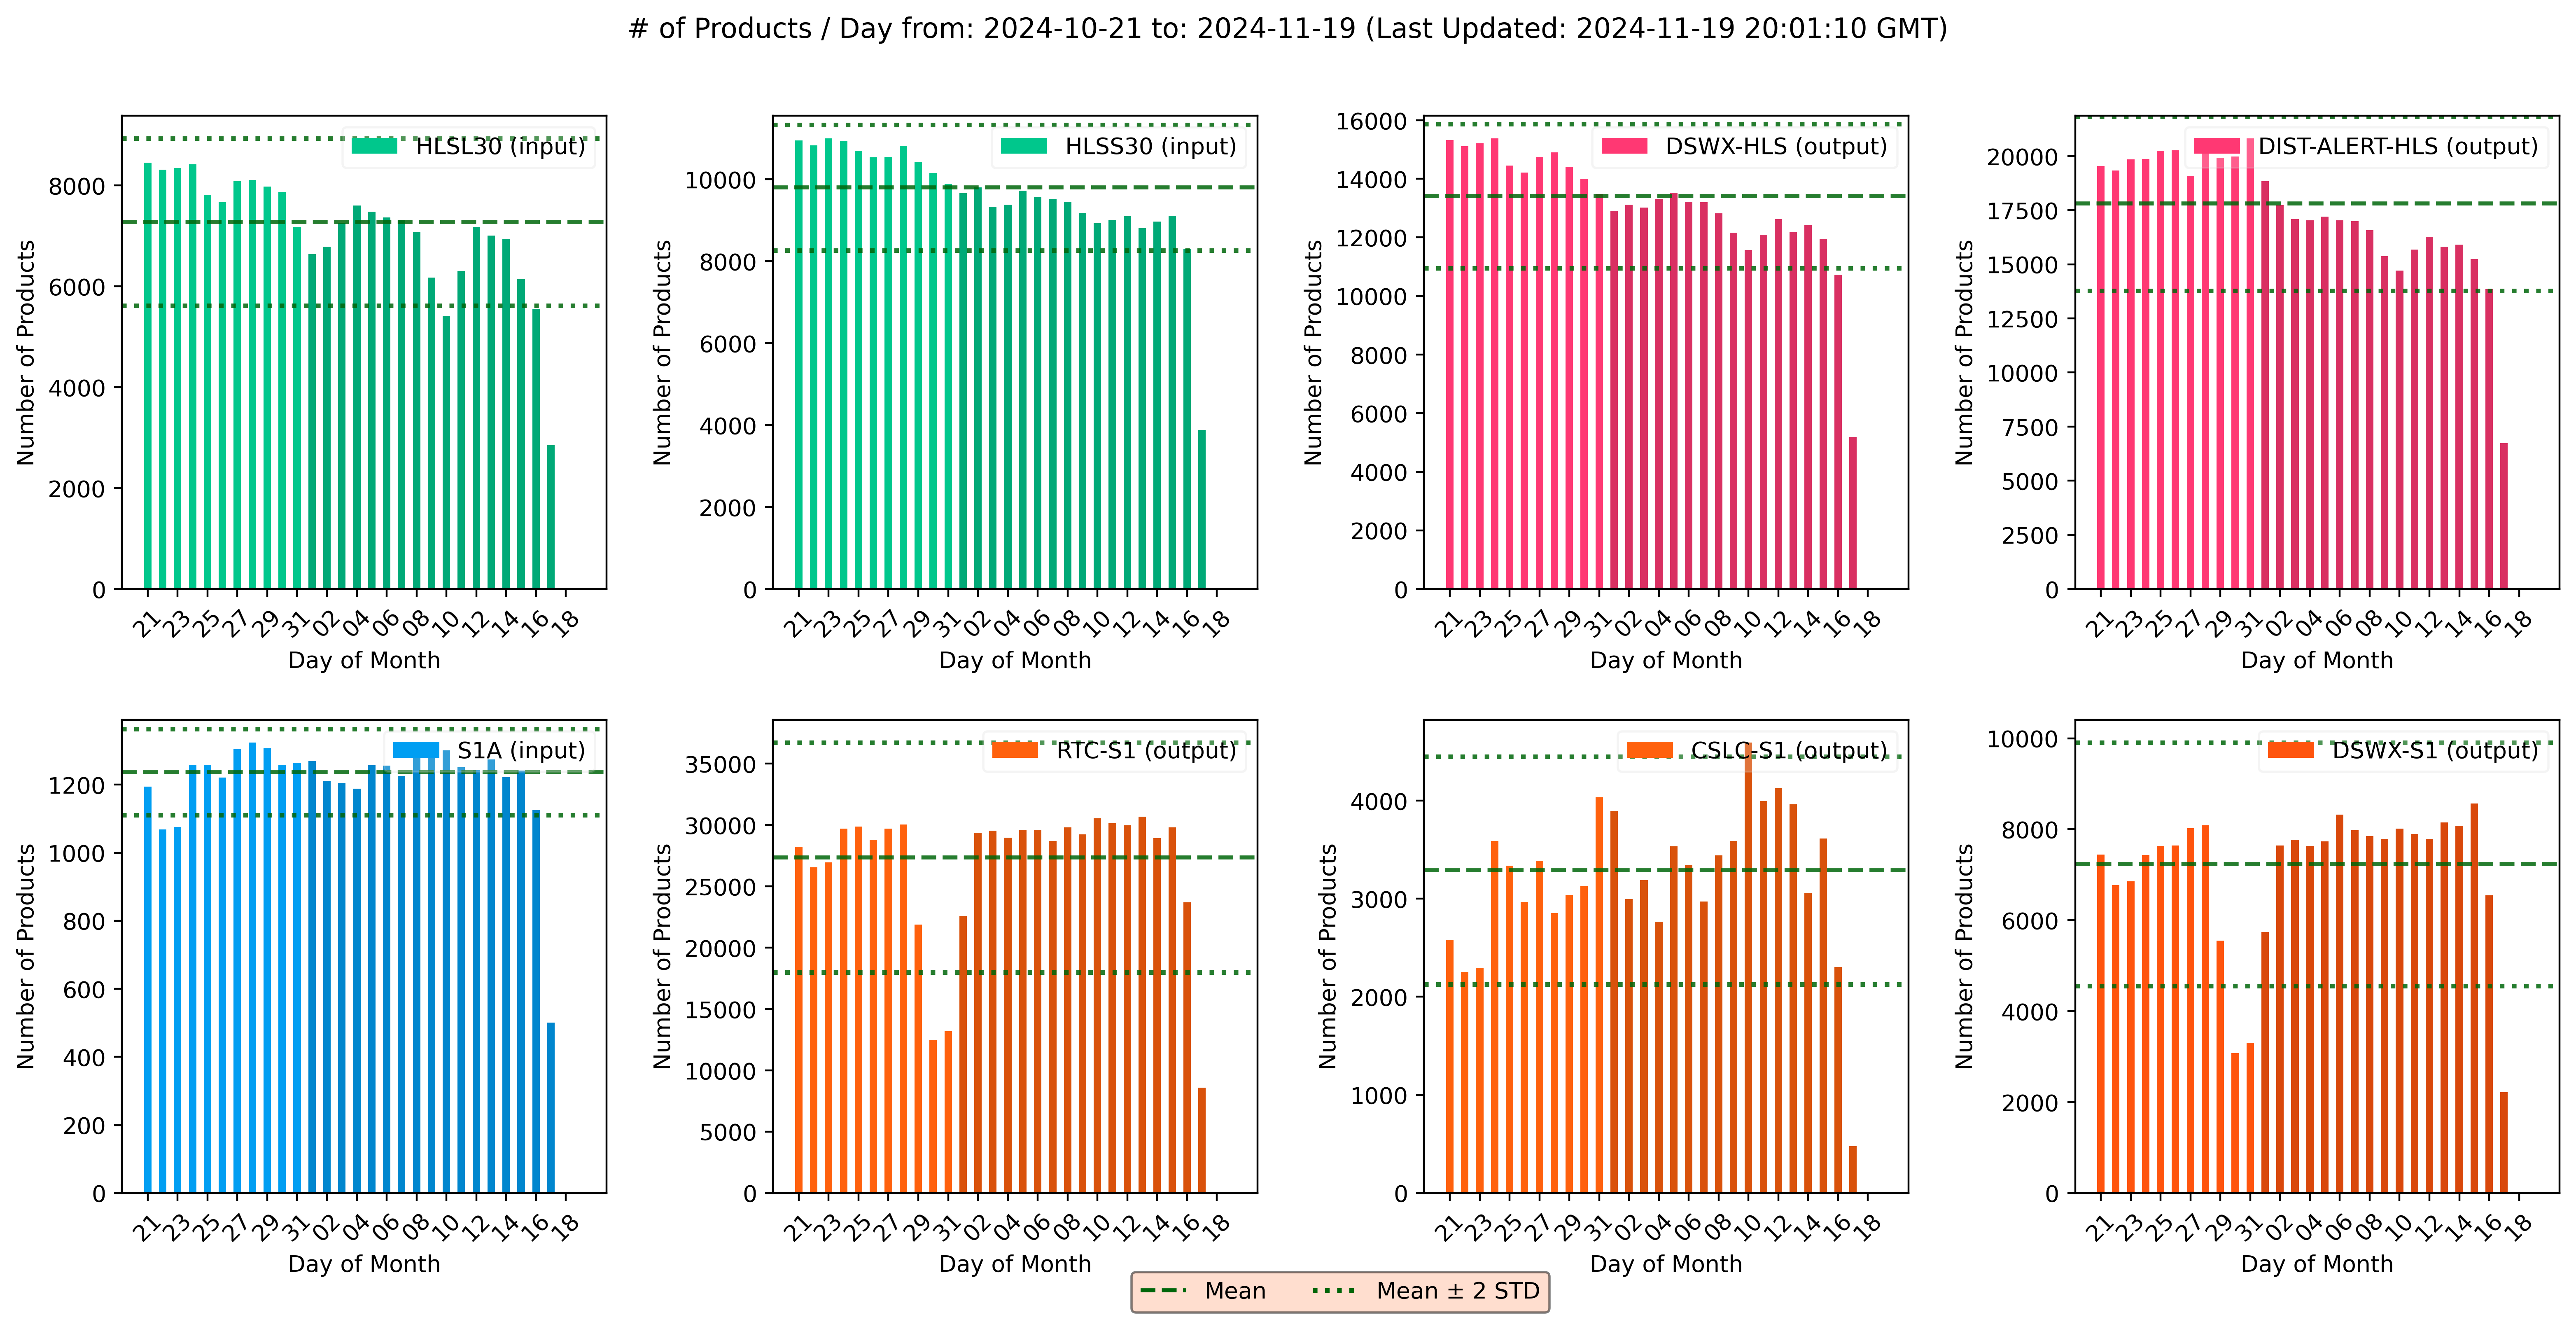 # of Products / Day from: 2024-10-21 to: 2024-11-19 (Last Updated: 2024-11-19 20:01:10 GMT)
HLSL30 (input)
Number of Products
8000
6000
4000
2000
0
21 23 25 27 29 31 02 04 06 08 10 12 14 16 18
Day of Month
HLSS30 (input)
Number of Products
10000
8000
6000
4000
2000
0
21 23 25 27 29 31 02 04 06 08 10 12 14 16 18
Day of Month
DSWX-HLS (output)
Number of Products
16000
14000
12000
10000
8000
6000
4000
2000
0
21 23 25 27 29 31 02 04 06 08 10 12 14 16 18
Day of Month
DIST-ALERT-HLS (output)
Number of Products
20000
17500
15000
12500
10000
7500
5000
2500
0
21 23 25 27 29 31 02 04 06 08 10 12 14 16 18
Day of Month
S1A (input)
Number of Products
1200
1000
800
600
400
200
0
21 23 25 27 29 31 02 04 06 08 10 12 14 16 18
Day of Month
RTC-S1 (output)
Number of Products
35000
30000
25000
20000
15000
10000
5000
0
21 23 25 27 29 31 02 04 06 08 10 12 14 16 18
Day of Month
CSLC-S1 (output)
Number of Products
4000
3000
2000
1000
0
21 23 25 27 29 31 02 04 06 08 10 12 14 16 18
Day of Month
DSWX-S1 (output)
Number of Products
10000
8000
6000
4000
2000
0
21 23 25 27 29 31 02 04 06 08 10 12 14 16 18
Day of Month
Mean
Mean ± 2 STD